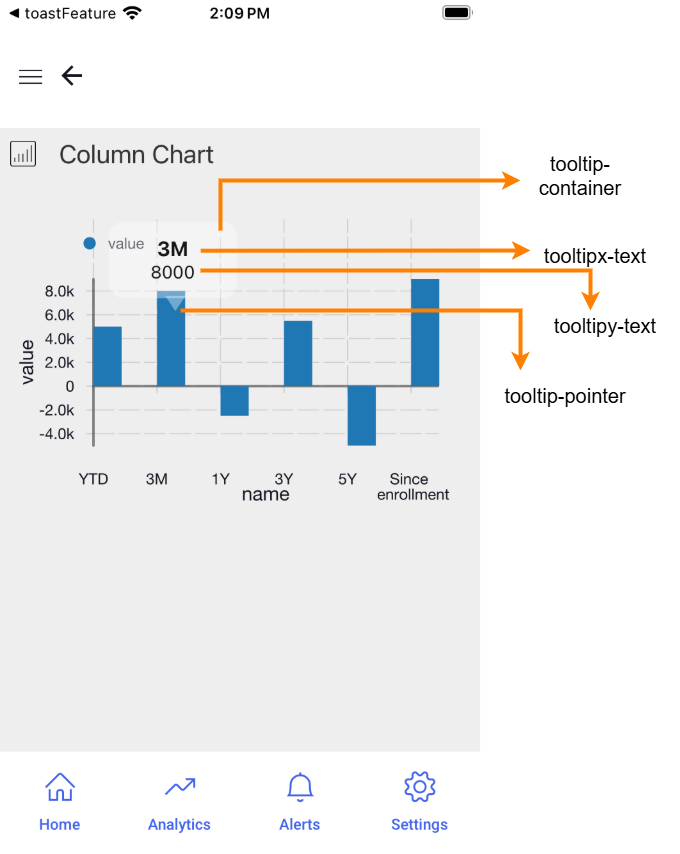 ◀ toastFeature 2:09 PM
Column Chart
tooltip-
container
value 3M
8000
tooltipx-text
tooltipy-text
tooltip-pointer
value
8.0k
6.0k
4.0k
2.0k
0
-2.0k
-4.0k
YTD 3M 1Y 3Y 5Y Since
enrollment
name
Home Analytics Alerts Settings